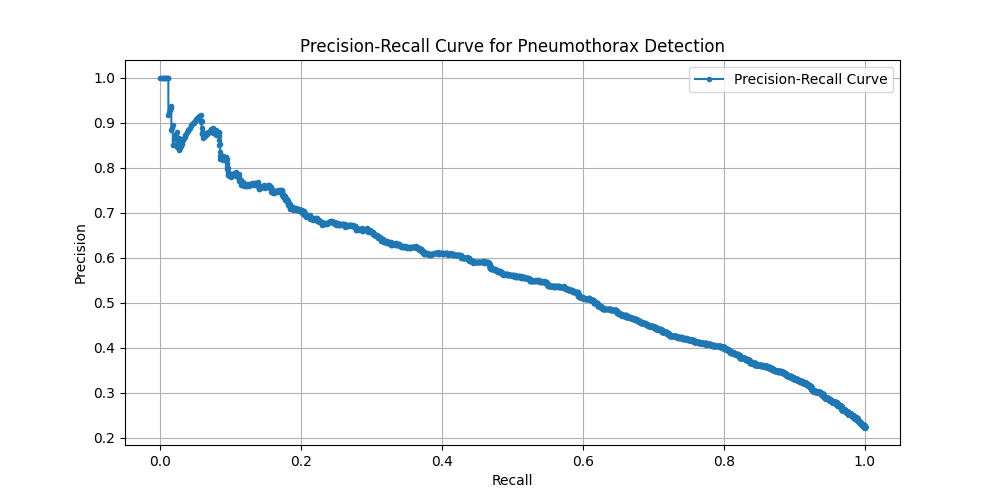 Precision-Recall Curve for Pneumothorax Detection
Precision-Recall Curve
1.0
0.9
0.8
0.7
0.6
0.5
0.4
0.3
0.2
Precision
0.0 0.2 0.4 0.6 0.8 1.0
Recall